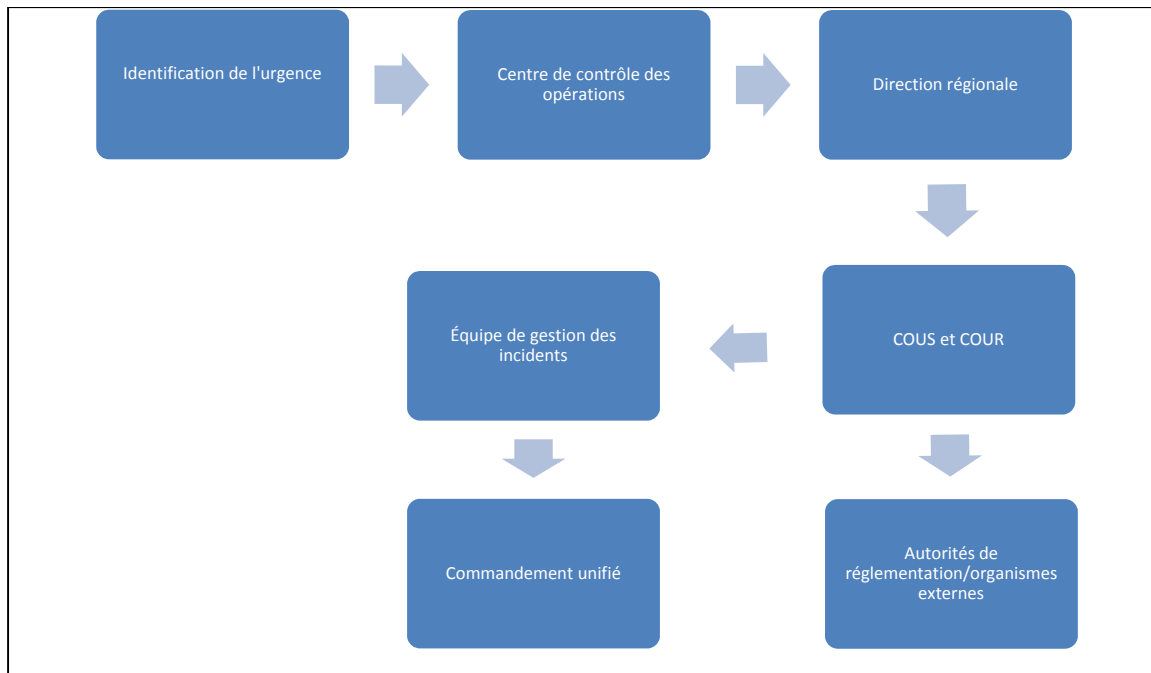 Identification de l'urgence
Centre de contrôle des
opérations
Direction régionale
COUS et COUR
Équipe de gestion des
incidents
Commandement unifié
Autorités de
réglementation/organismes
externes